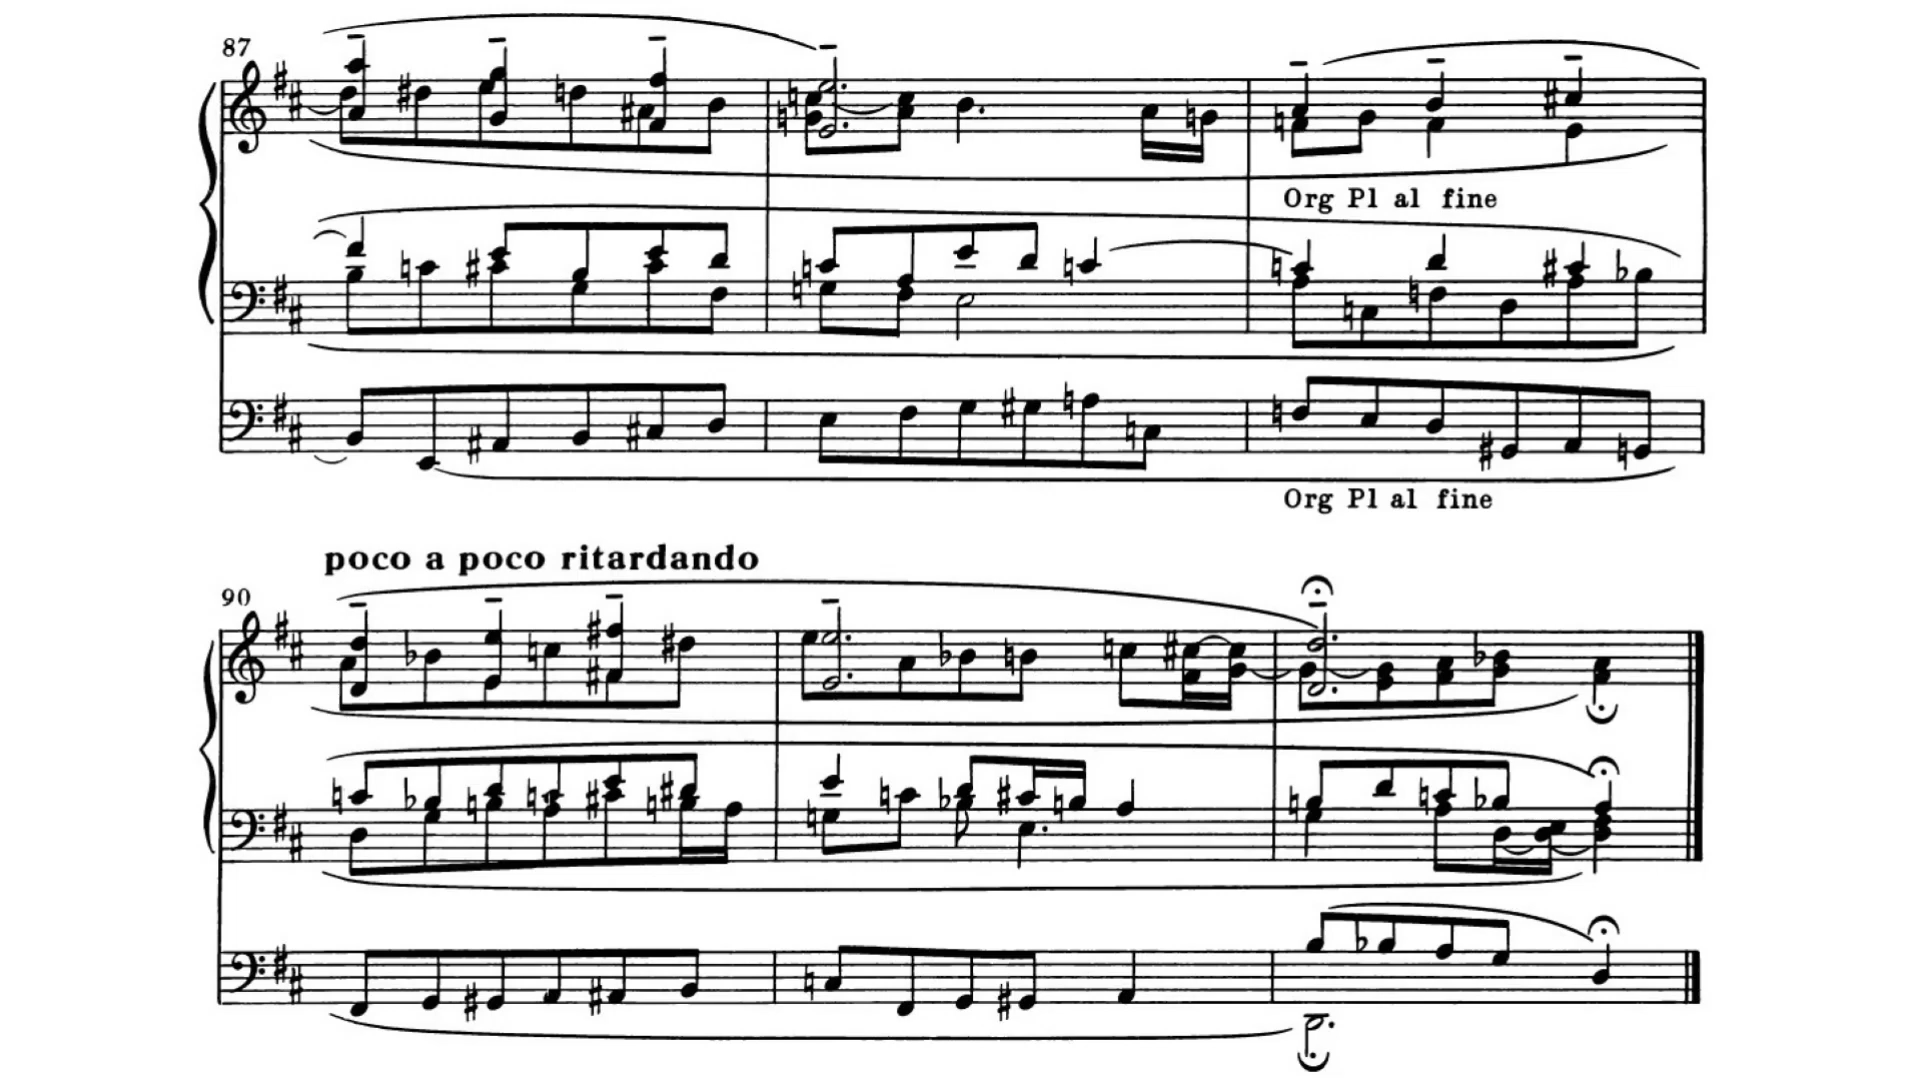 87
Org Pl al fine
Org Pl al fine
poco a poco ritardando
90